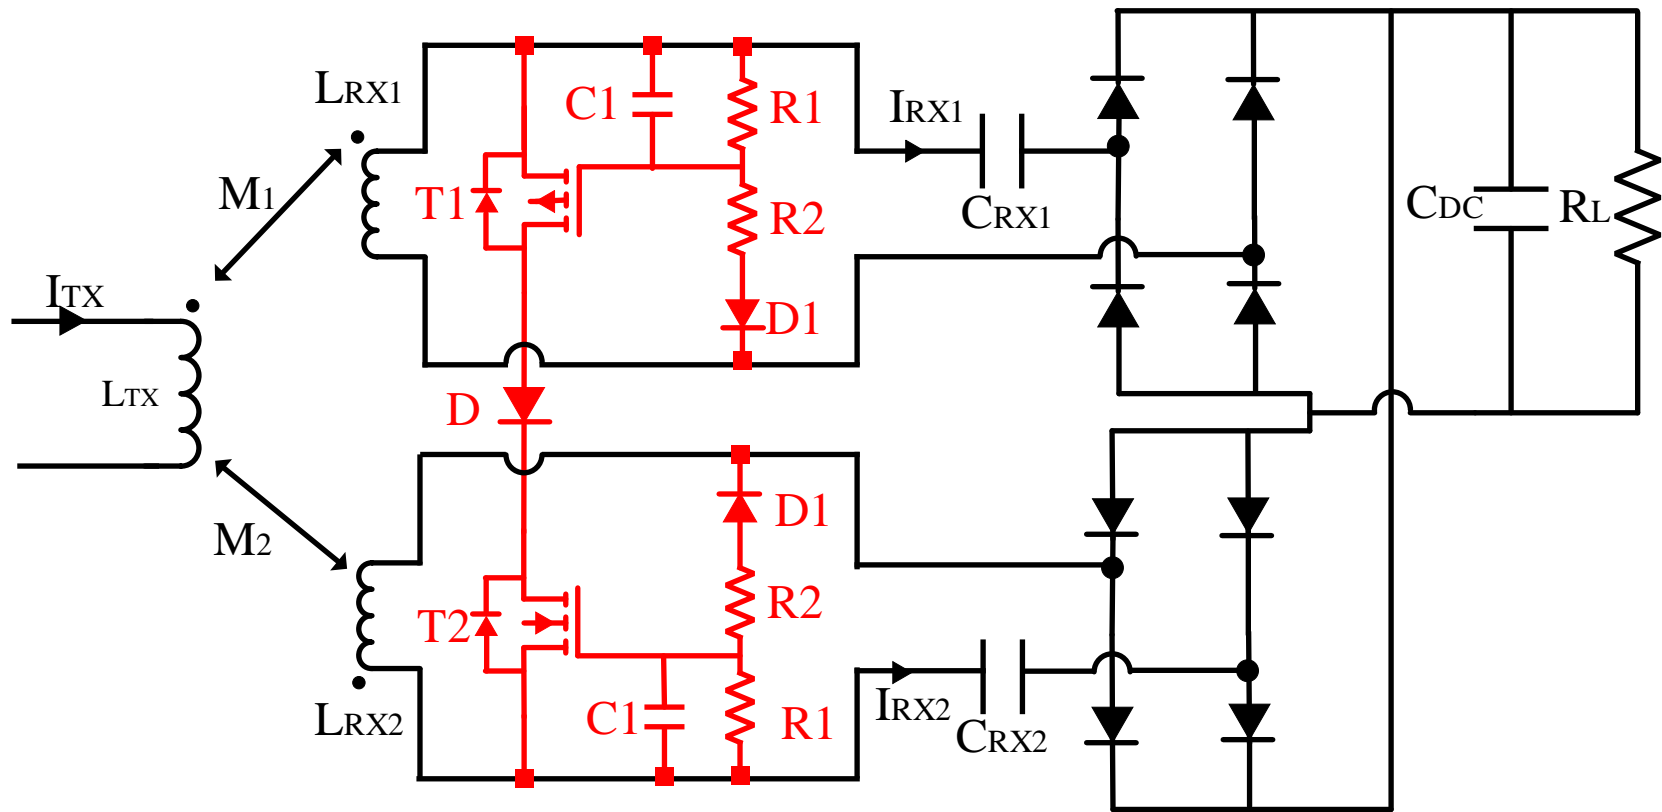 LRX1
C1
R1
IRX1
M1
T1
R2
CRX1
CDC
RL
ITX
D1
LTX
D
D1
M2
T2
R2
IRX2
LRX2
C1
R1
CRX2